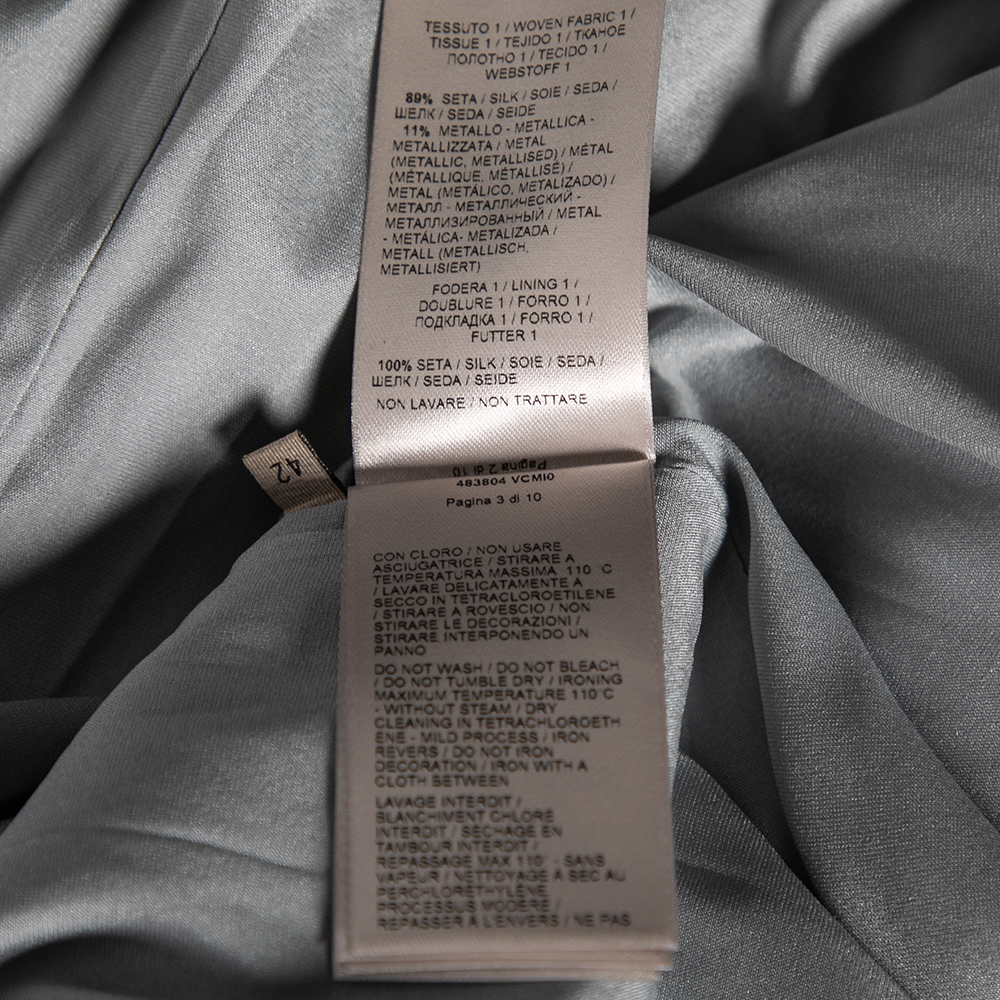 TESSUTO 1 / WOVEN FABRIC 1 /
TISSUE 1 / TEJIDO 1 / ТКАНОЕ
ПОЛОТНО 1 / TECIDO 1 /
WEBSTOFF 1
89% SETA / SILK / SOIE / SEDA /
ШЕЛК / SEDA / SEIDE
11% METALLO - METALLICA -
METALLIZZATA / METAL
(METALLIC, METALLISED) / MÉTAL
(MÉTALLIQUE, MÉTALLISÉ) /
METAL (METÁLICO, METALIZADO) /
МЕТАЛЛ - МЕТАЛЛИЧЕСКИЙ -
МЕТАЛЛИЗИРОВАННЫЙ / METAL
- METÁLICA- METALIZADA /
METALL (METALLISCH,
METALLISIERT)
FODERA 1 / LINING 1 /
DOUBLURE 1 / FORRO 1 /
ПОДКЛАДКА 1 / FORRO 1 /
FUTTER 1
100% SETA / SILK / SOIE / SEDA /
ШЕЛК / SEDA / SEIDE
NON LAVARE / NON TRATTARE
Pagina 2 di 10
42
483804 VCMI0
Pagina 3 di 10
CON CLORO / NON USARE
ASCIUGATRICE / STIRARE A
TEMPERATURA MASSIMA 110 °C
/ LAVARE DELICATAMENTE A
SECCO IN TETRACLOROETILENE
/ STIRARE A ROVESCIO / NON
STIRARE LE DECORAZIONI /
STIRARE INTERPONENDO UN
PANNO
DO NOT WASH / DO NOT BLEACH
/ DO NOT TUMBLE DRY / IRONING
MAXIMUM TEMPERATURE 110°C
- WITHOUT STEAM / DRY
CLEANING IN TETRACHLOROETH
ENE - MILD PROCESS / IRON
REVERS / DO NOT IRON
DECORATION / IRON WITH A
CLOTH BETWEEN
LAVAGE INTERDIT /
BLANCHIMENT CHLORE
INTERDIT / SECHAGE EN
TAMBOUR INTERDIT /
REPASSAGE MAX 110° - SANS
VAPEUR / NETTOYAGE A SEC AU
PERCHLORÉTHYLÈNE
PROCESSUS MODÉRÉ /
REPASSER A L'ENVERS / NE PAS